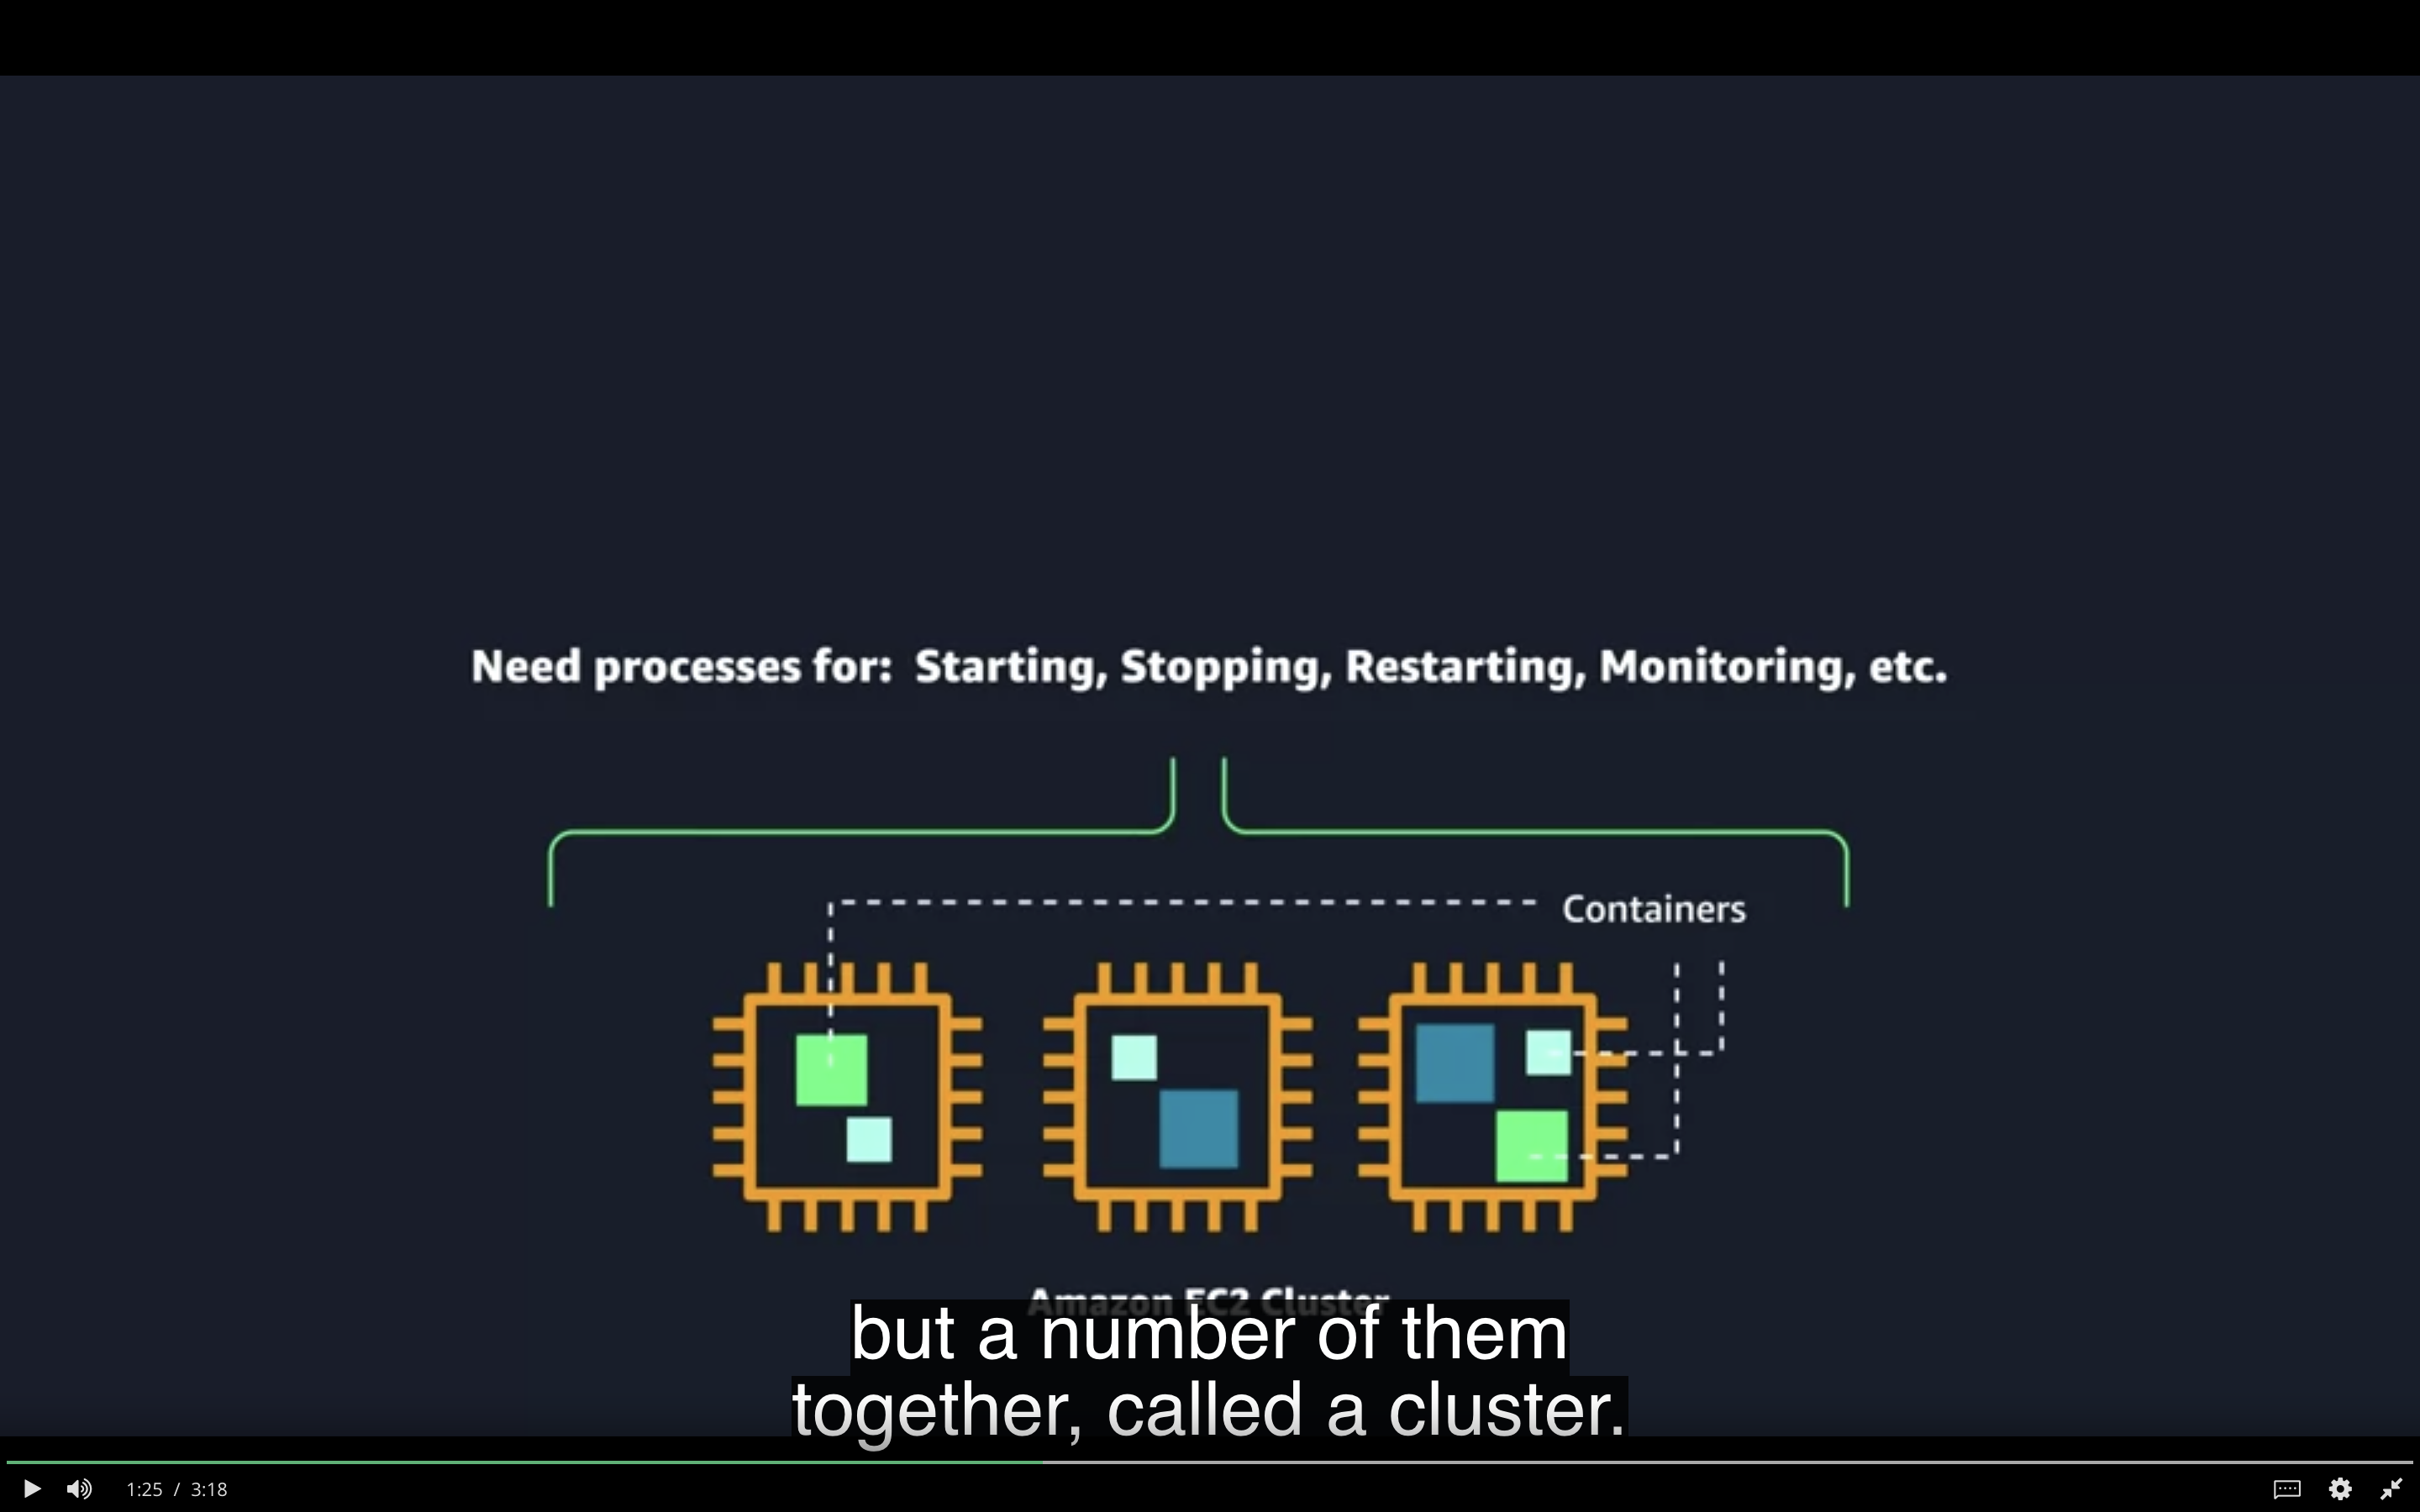 Need processes for:  Starting, Stopping, Restarting, Monitoring, etc.
Containers
Amazon EC2 Cluster
but a number of them
together, called a cluster.
1:25 / 3:18